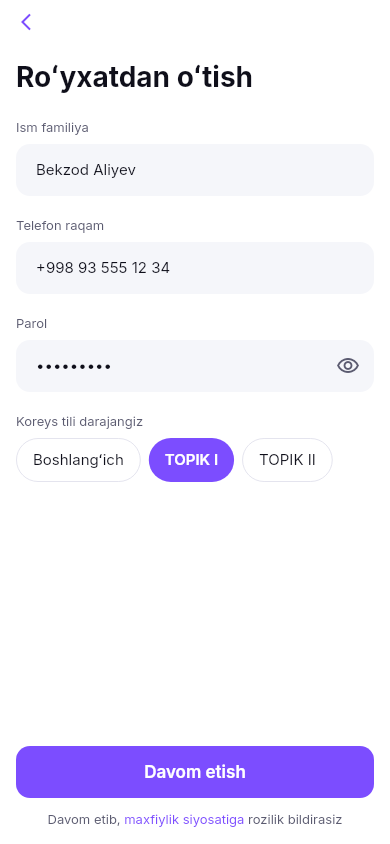 Roʻyxatdan oʻtish
Ism familiya
Bekzod Aliyev
Telefon raqam
+998 93 555 12 34
Parol
•••••••••
Koreys tili darajangiz
Boshlangʻich TOPIK I TOPIK II
Davom etish
Davom etib, maxfiylik siyosatiga rozilik bildirasiz